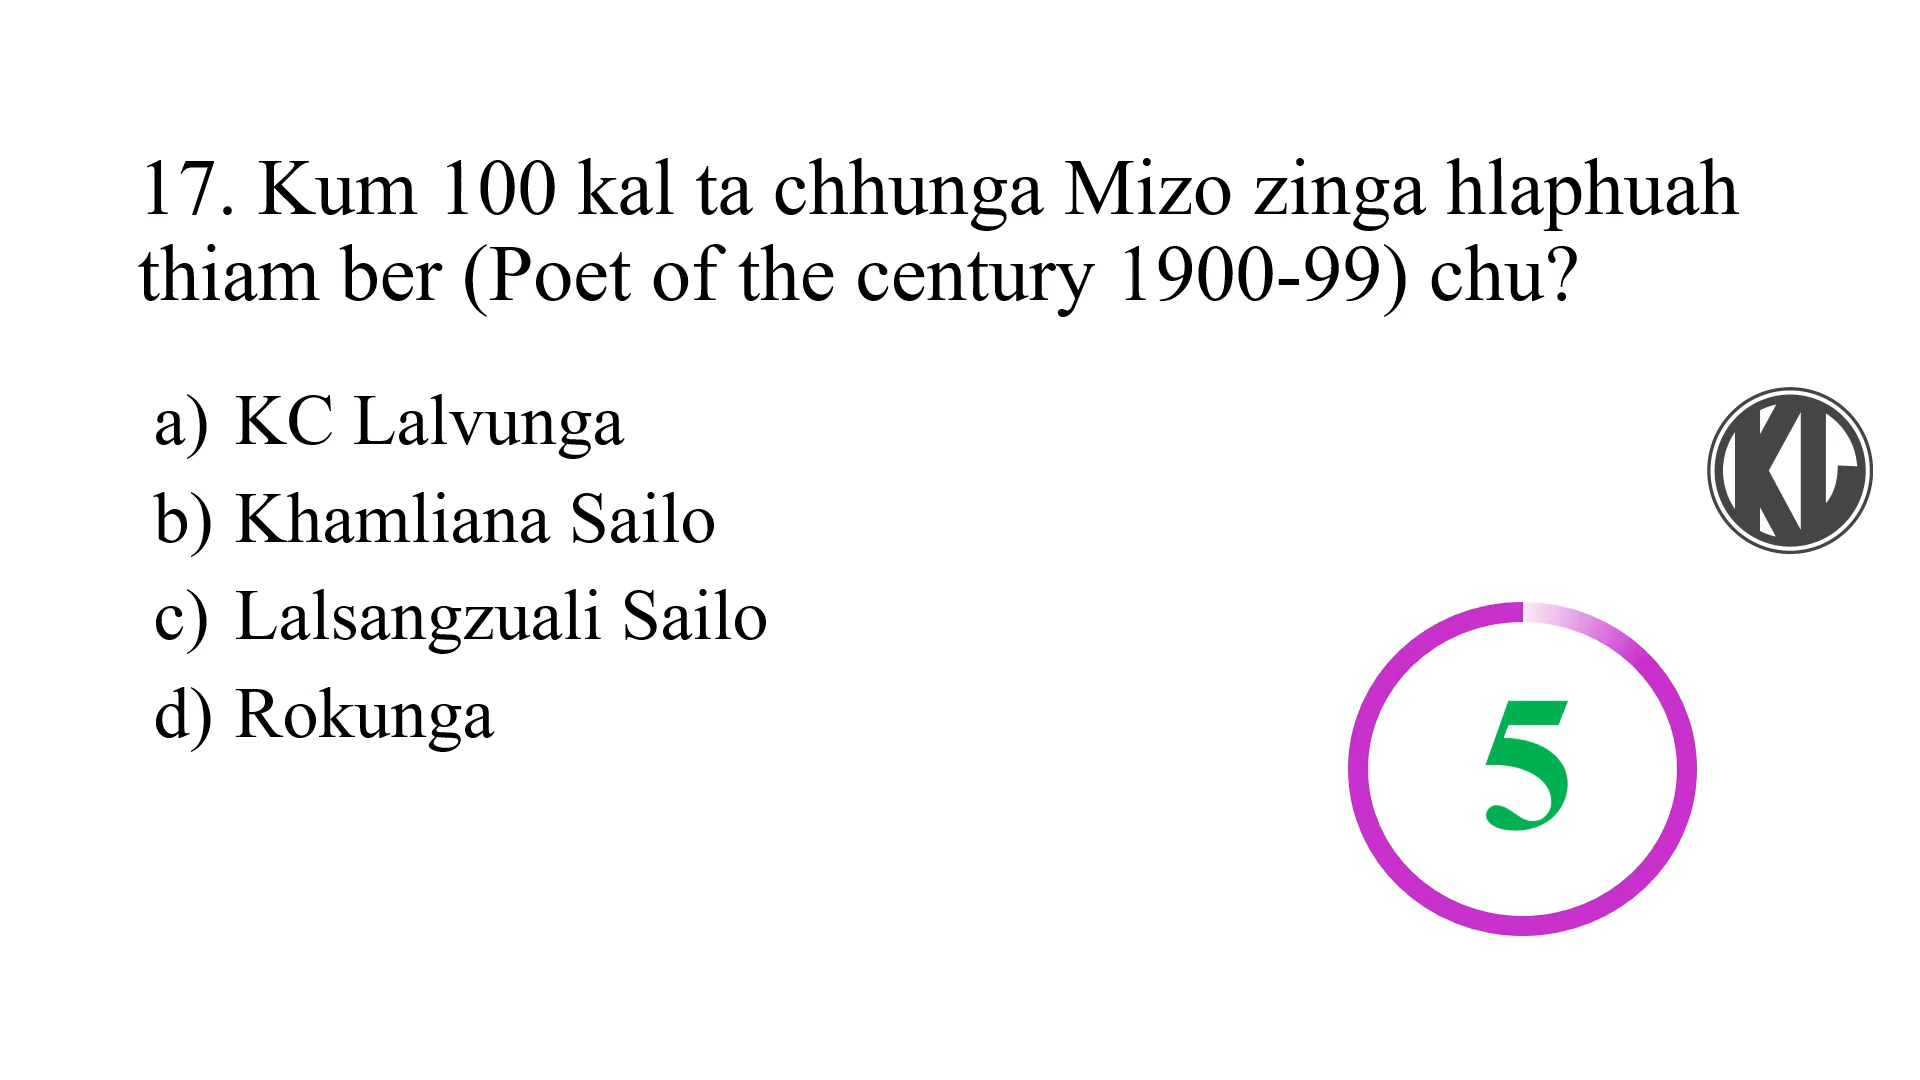 17. Kum 100 kal ta chhunga Mizo zinga hlaphuah
thiam ber (Poet of the century 1900-99) chu?
a) KC Lalvunga
b) Khamliana Sailo
c) Lalsangzuali Sailo
d) Rokunga
KL
5